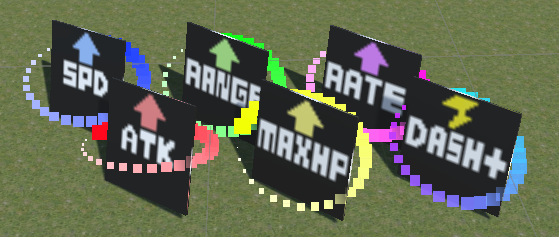 SPD
RANGE
RATE
ATK
MAXHP
DASH+